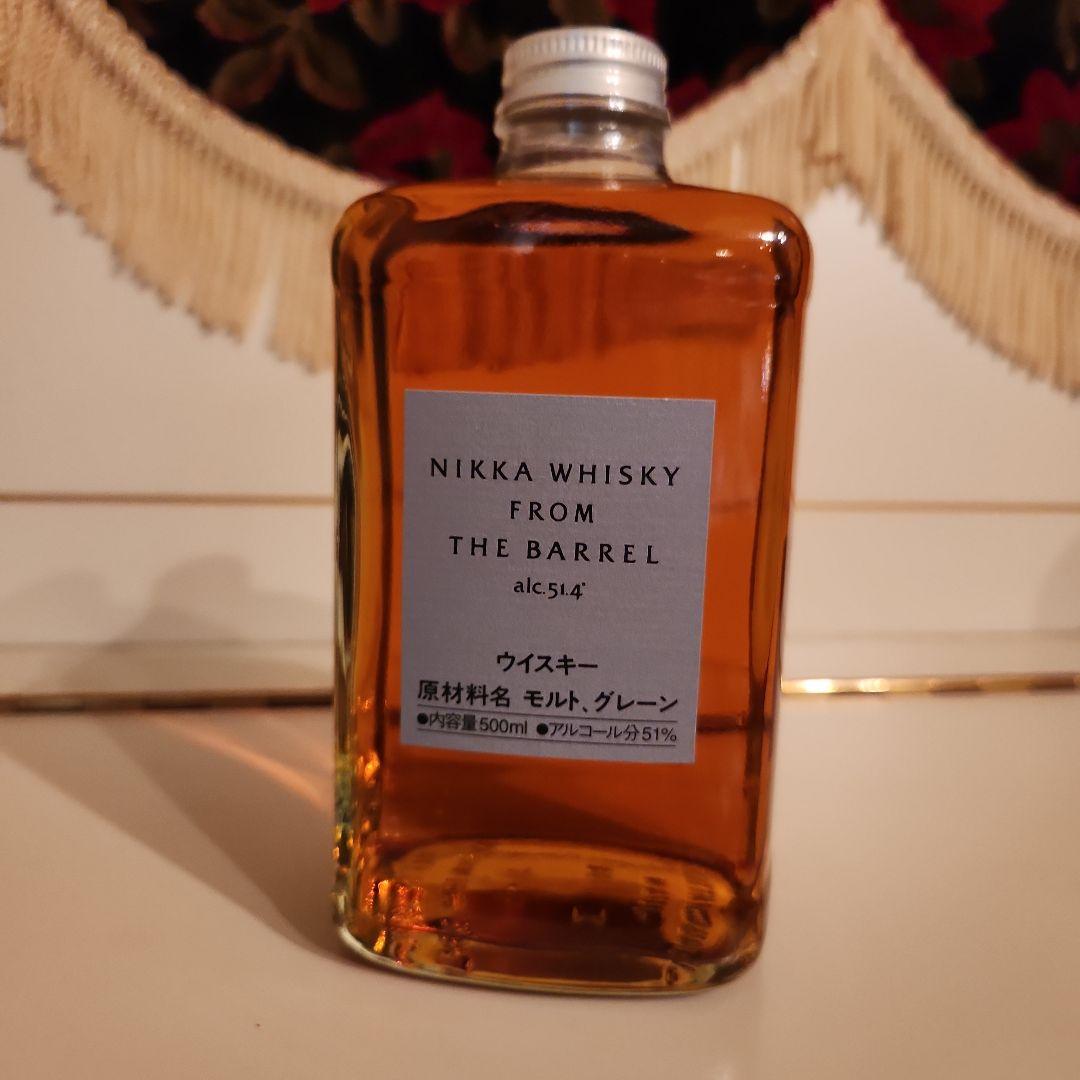 NIKKA WHISKY
FROM
THE BARREL
alc.51.4°
ウイスキー
原材料名 モルト、グレーン
●内容量500ml ●アルコール分51%